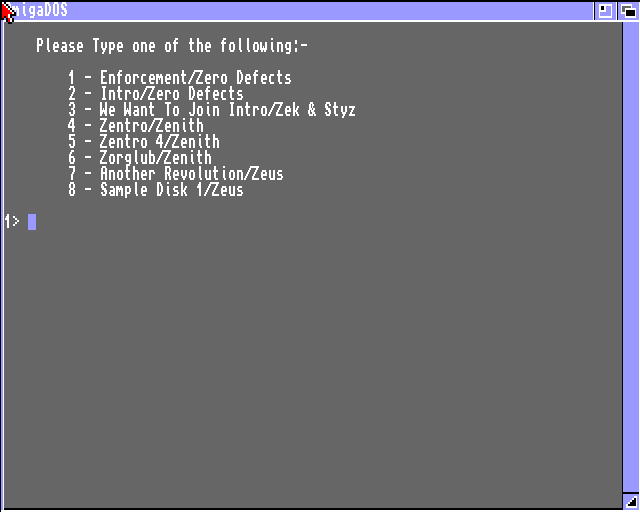 migaDOS
Please Type one of the following:-
1 - Enforcement/Zero Defects
2 - Intro/Zero Defects
3 - We Want To Join Intro/Zek & Styz
4 - Zentro/Zenith
5 - Zentro 4/Zenith
6 - Zorglub/Zenith
7 - Another Revolution/Zeus
8 - Sample Disk 1/Zeus
1>